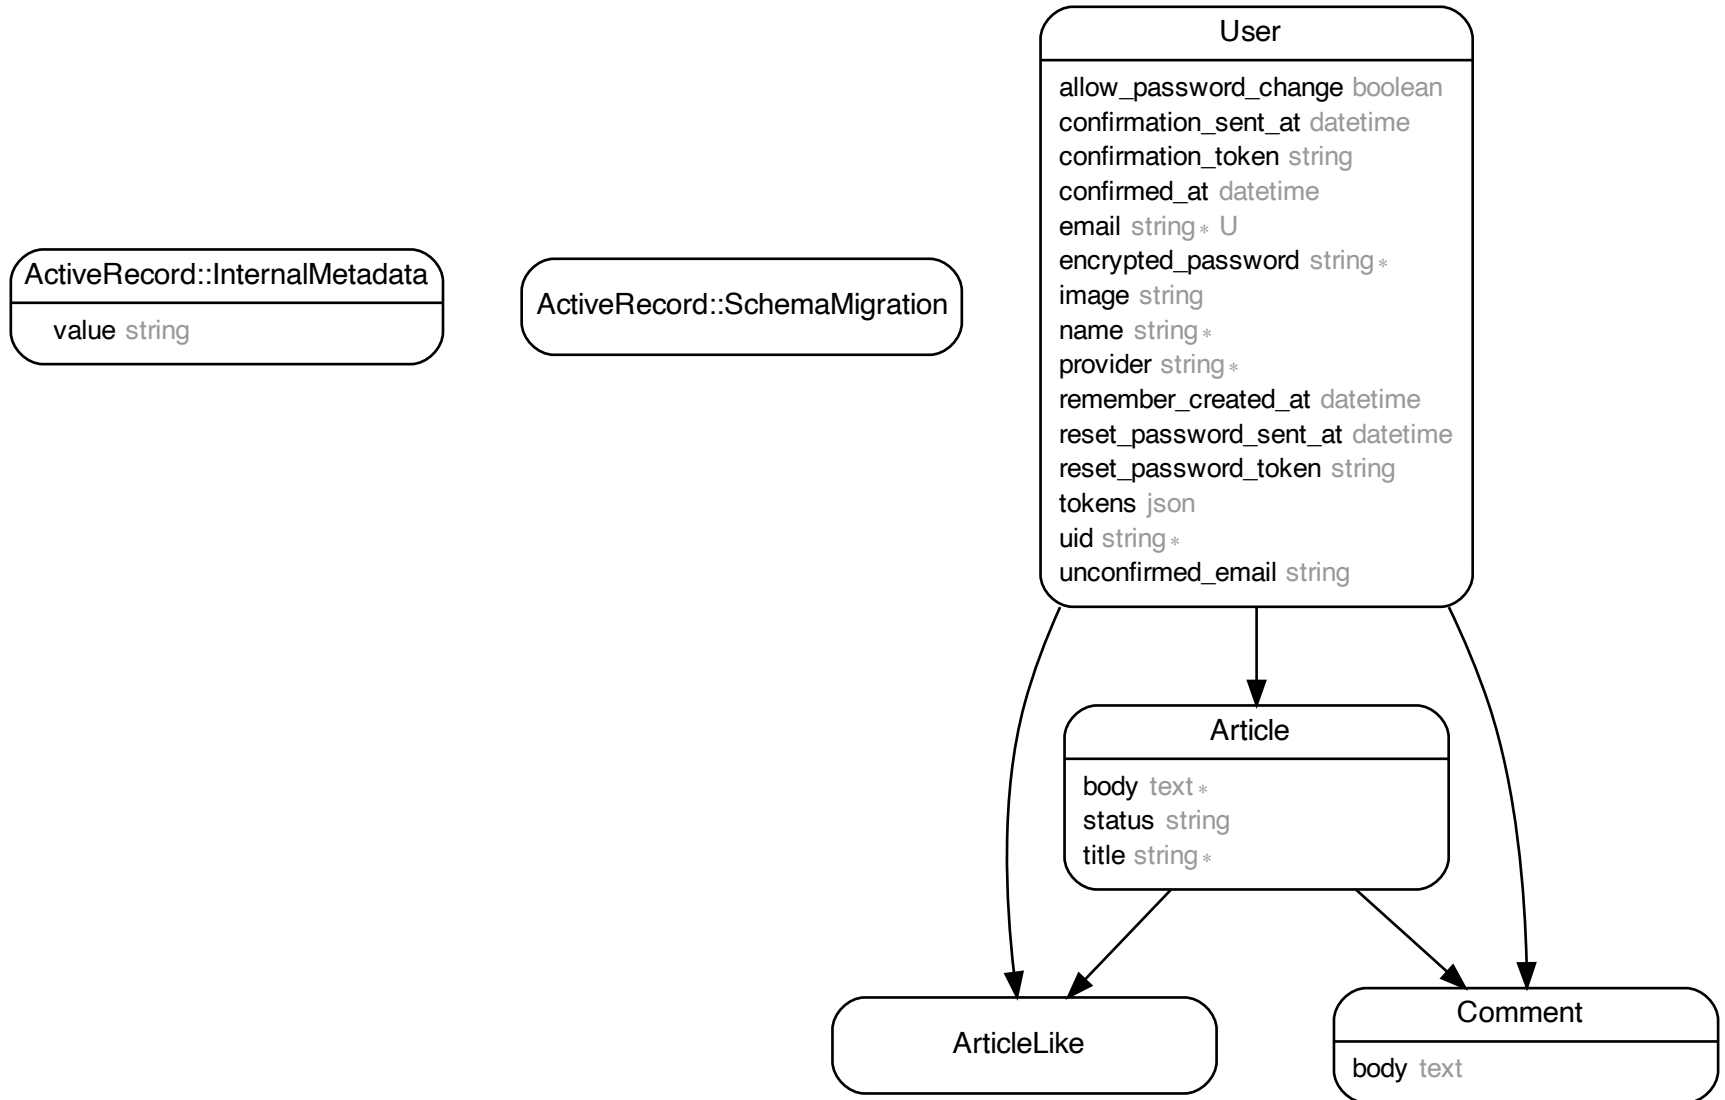 User
allow_password_change boolean
confirmation_sent_at datetime
confirmation_token string
confirmed_at datetime
email string* U
encrypted_password string*
image string
name string*
provider string*
remember_created_at datetime
reset_password_sent_at datetime
reset_password_token string
tokens json
uid string*
unconfirmed_email string
ActiveRecord::InternalMetadata
value string
ActiveRecord::SchemaMigration
Article
body text*
status string
title string*
ArticleLike
Comment
body text